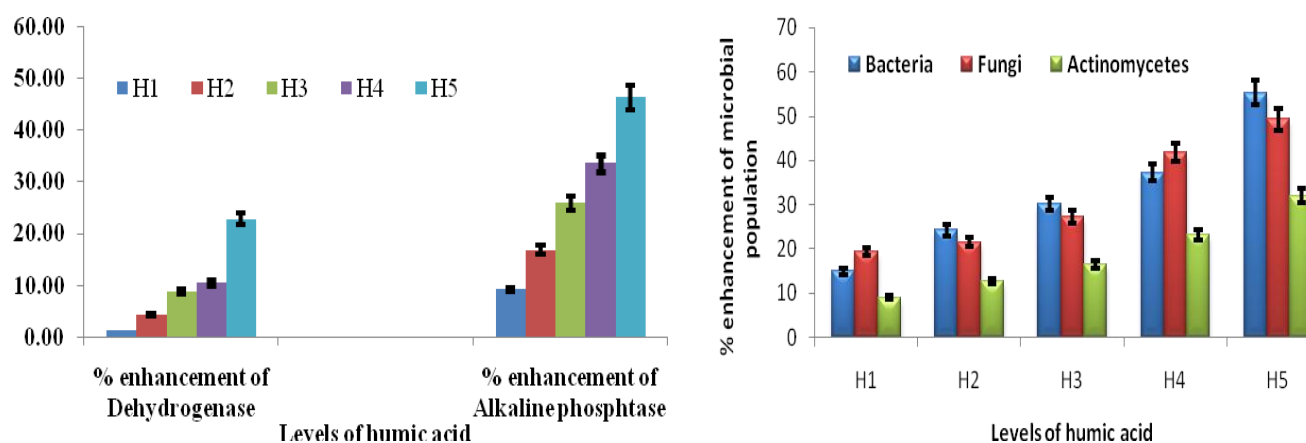 60.00
50.00
40.00
30.00
20.00
10.00
0.00
H1 H2 H3 H4 H5
% enhancement of
Dehydrogenase
% enhancement of
Alkaline phosphtase
Levels of humic acid
% enhancement of microbial
population
70
60
50
40
30
20
10
0
Bacteria Fungi Actinomycetes
H1 H2 H3 H4 H5
Levels of humic acid